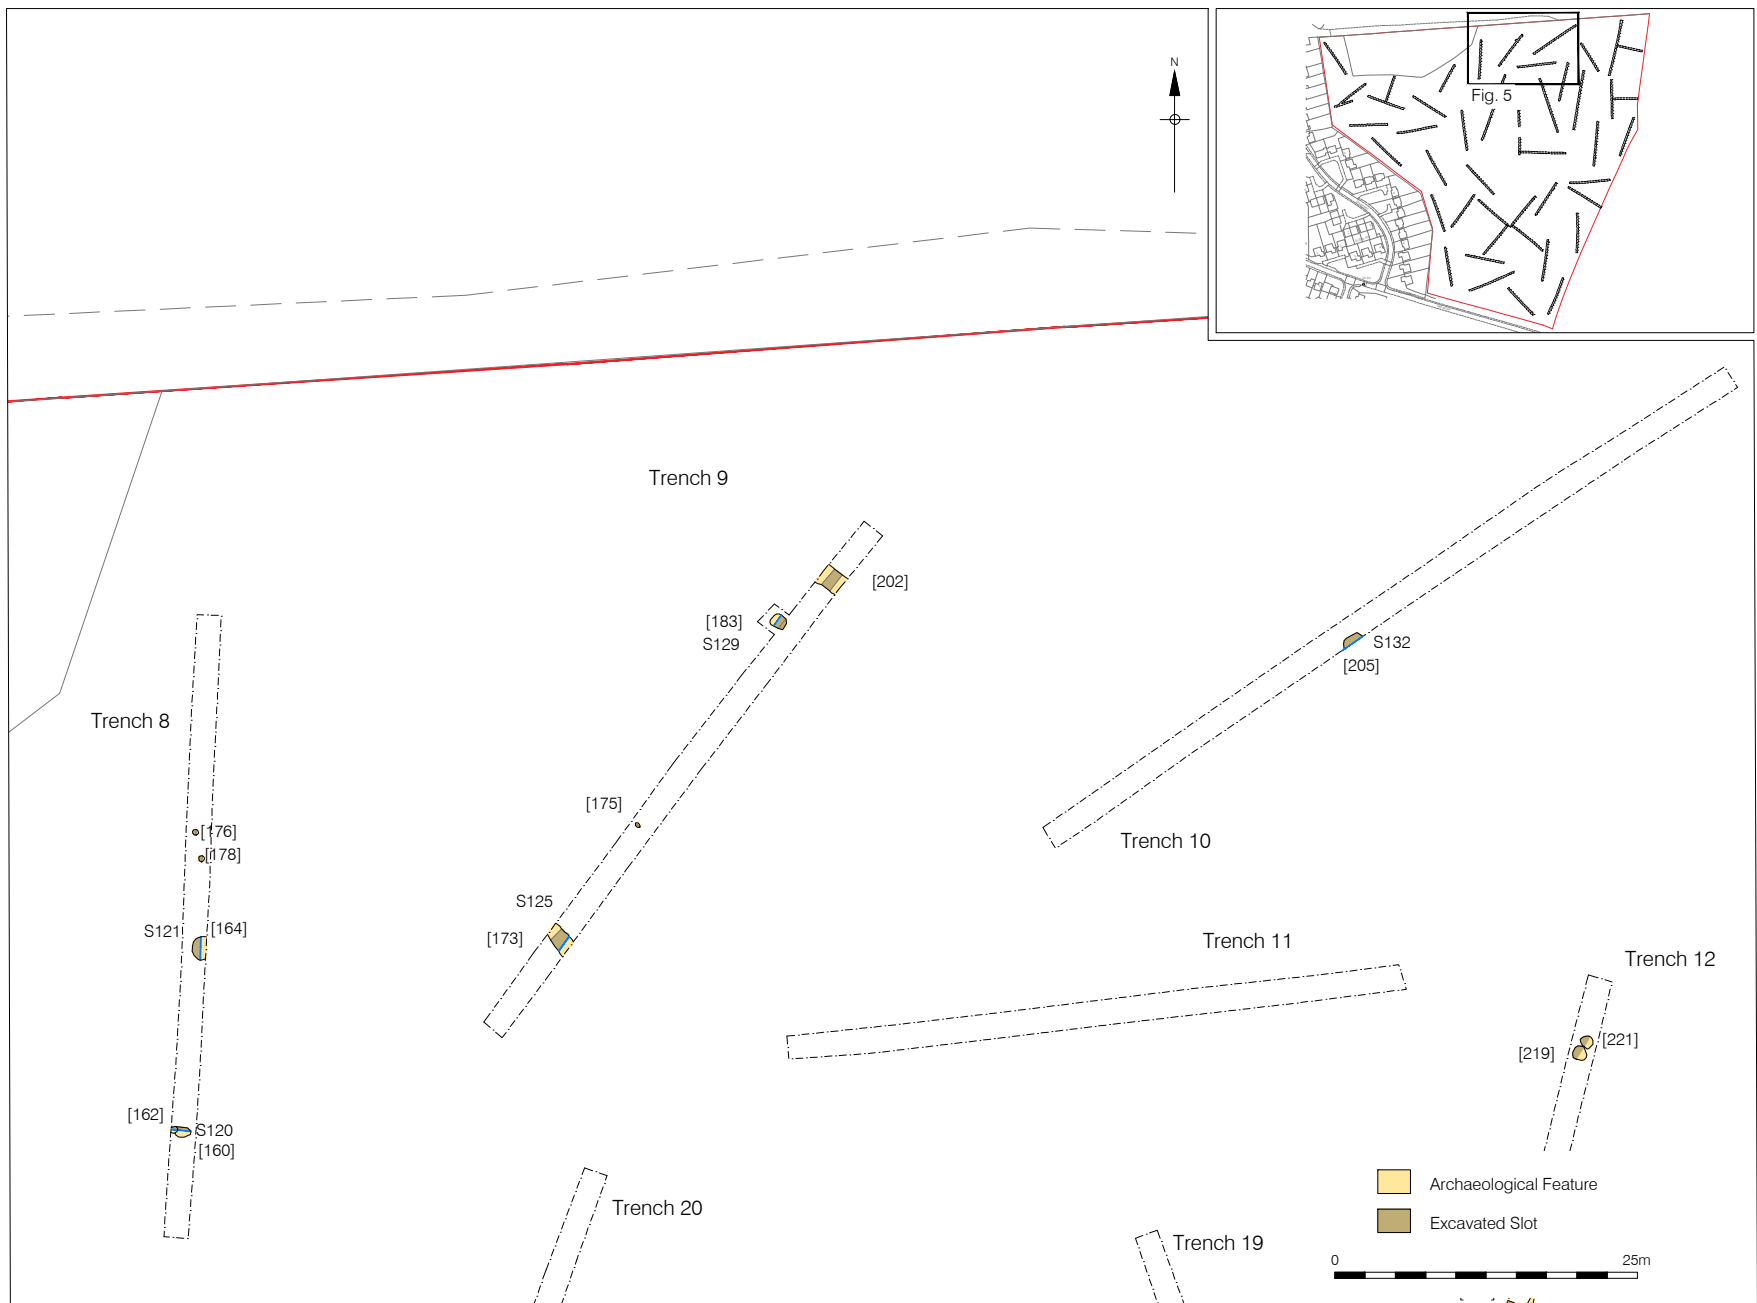 N
Fig. 5
Trench 9
[202]
[183]
S129
S132
[205]
Trench 8
[175]
[176]
[178]
Trench 10
S125
[173]
S121
[164]
Trench 11
Trench 12
[221]
[219]
[162]
S120
[160]
Trench 20
Trench 19
Archaeological Feature
Excavated Slot
0
25m